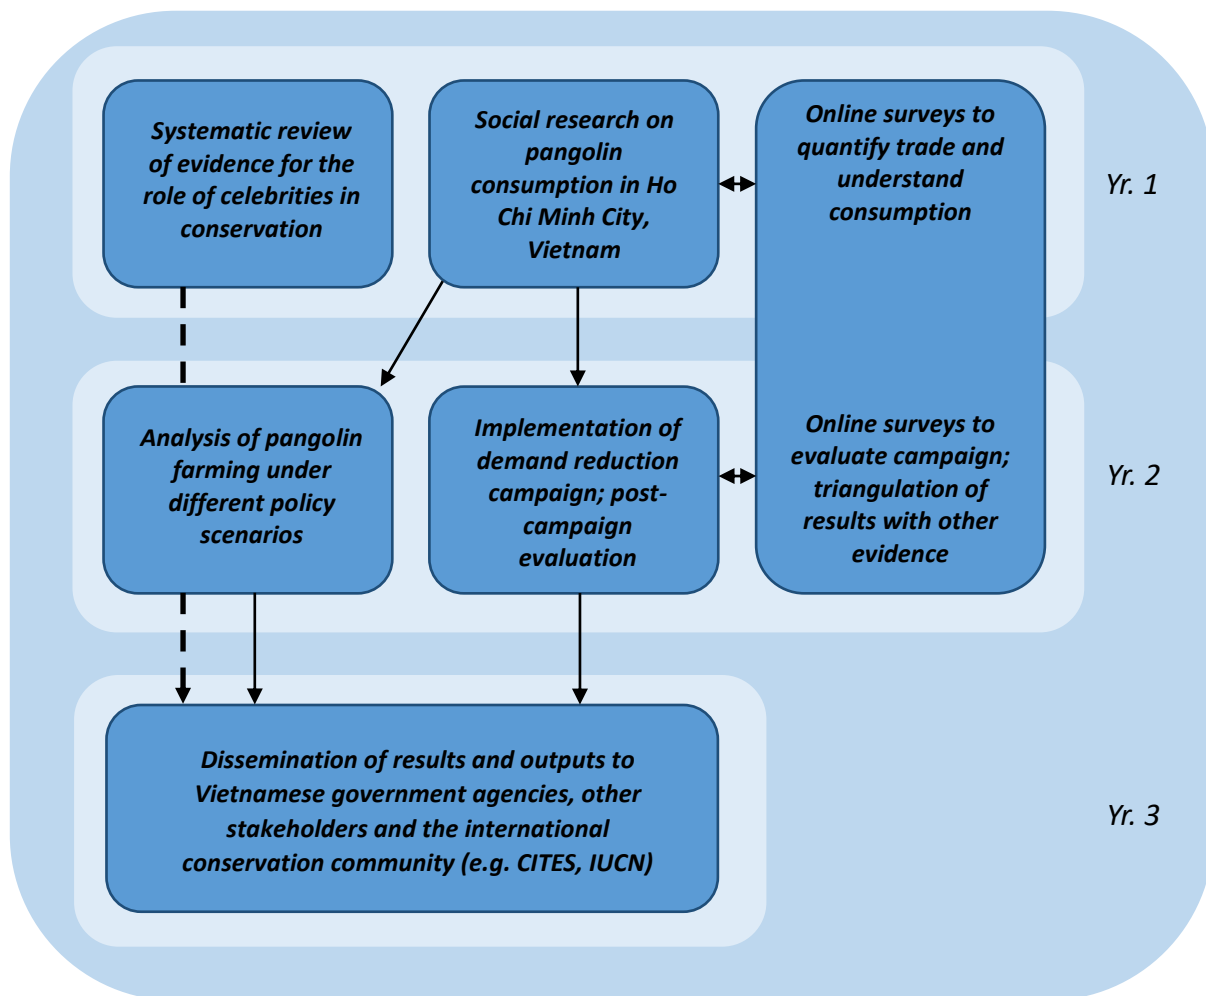 Systematic review
of evidence for the
role of celebrities in
conservation
Social research on
pangolin
consumption in Ho
Chi Minh City,
Vietnam
Online surveys to
quantify trade and
understand
consumption
Yr. 1
Analysis of pangolin
farming under
different policy
scenarios
Implementation of
demand reduction
campaign; post-
campaign
evaluation
Online surveys to
evaluate campaign;
triangulation of
results with other
evidence
Yr. 2
Dissemination of results and outputs to
Vietnamese government agencies, other
stakeholders and the international
conservation community (e.g. CITES, IUCN)
Yr. 3